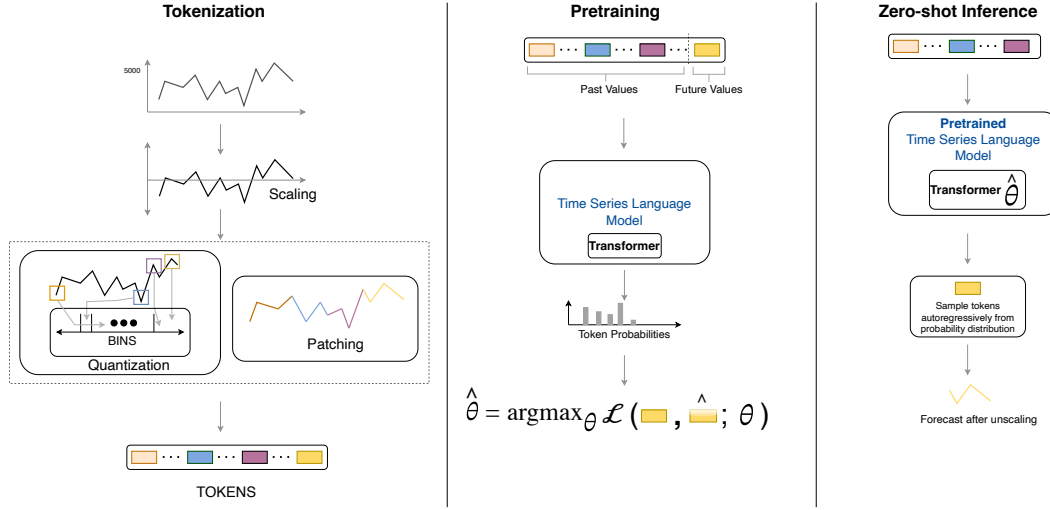 Tokenization
5000
Scaling
BINS
Quantization
Patching
TOKENS
Pretraining
Past Values
Future Values
Time Series Language
Model
Transformer
Token Probabilities
θ̂ = argmax_θ ℒ ( , ^ ; θ )
Zero-shot Inference
Pretrained
Time Series Language
Model
Transformer θ̂
Sample tokens
autoregressively from
probability distribution
Forecast after unscaling